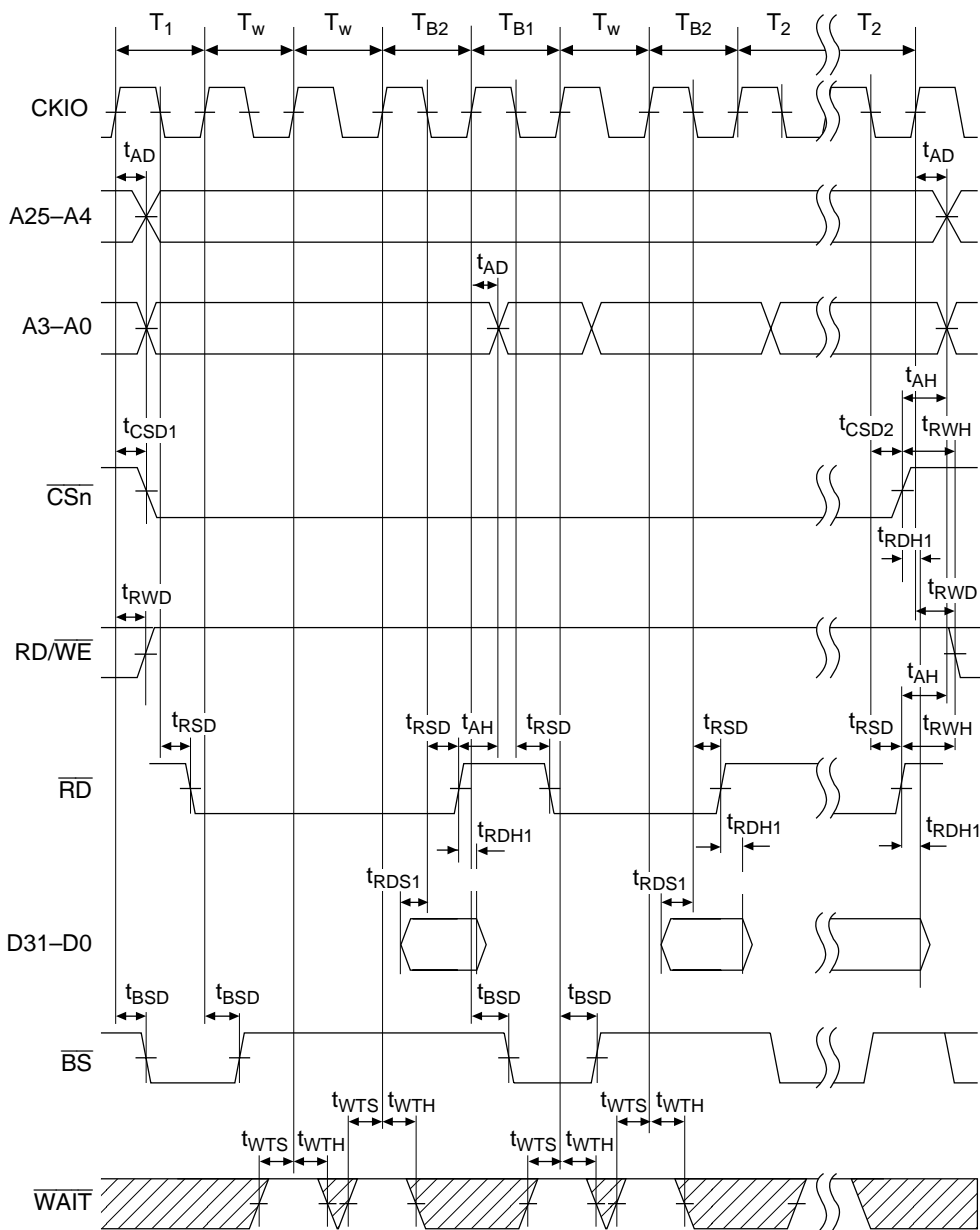 T1 Tw Tw TB2 TB1 Tw TB2 T2 T2
CKIO
tAD tAD
A25–A4
tAD
A3–A0
tAH
tCSD1 tCSD2 tRWH
CSn
tRDH1
tRWD tRWD
RD/WE
tAH
tRSD tRSD tAH tRSD tRSD tRSD tRWH
RD
tRDH1 tRDH1 tRDH1
tRDS1 tRDS1
D31–D0
tBSD tBSD tBSD tBSD
BS
tWTS tWTH tWTS tWTH
tWTS tWTH tWTS tWTH
WAIT